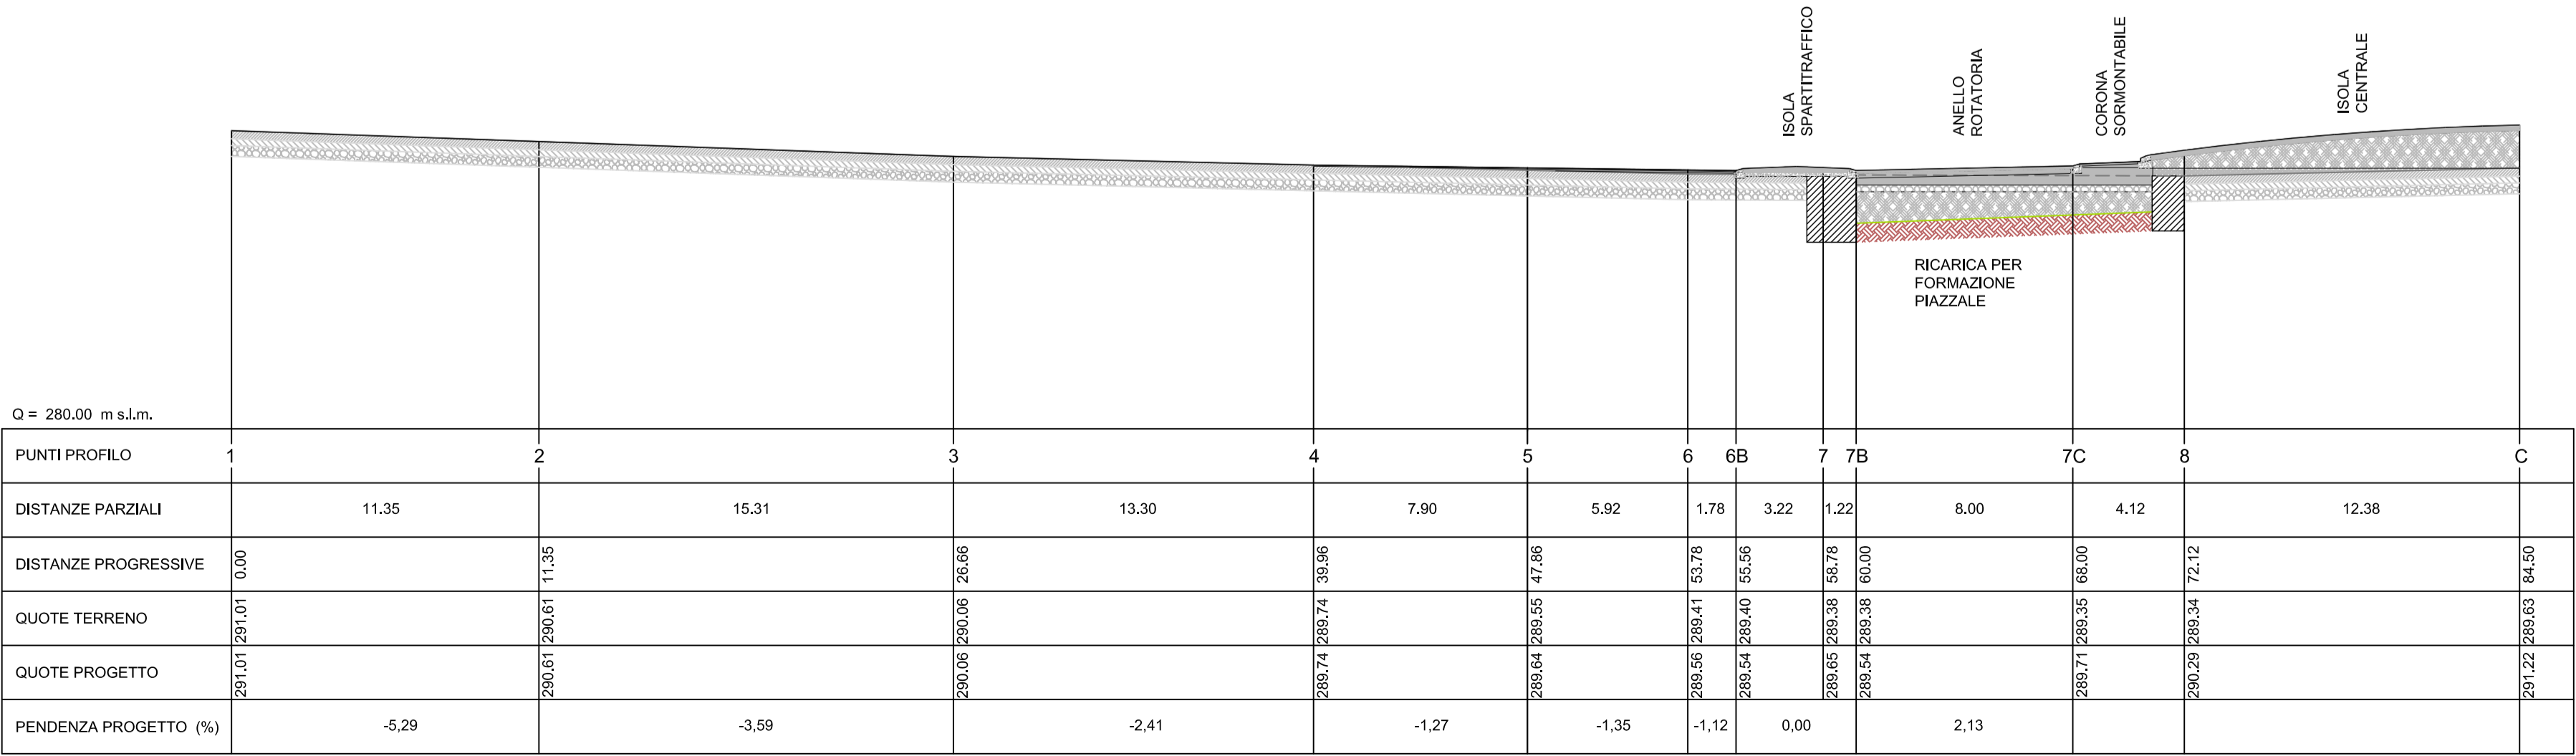 ISOLA
SPARTITRAFFICO
ANELLO
ROTATORIA
CORONA
SORMONTABILE
ISOLA
CENTRALE
RICARICA PER
FORMAZIONE
PIAZZALE
Q = 280.00 m s.l.m.
PUNTI PROFILO 1 2 3 4 5 6 6B 7 7B 7C 8 C
DISTANZE PARZIALI 11.35 15.31 13.30 7.90 5.92 1.78 3.22 1.22 8.00 4.12 12.38
DISTANZE PROGRESSIVE 0.00 11.35 26.66 39.96 47.86 53.78 55.56 58.78 60.00 68.00 72.12 84.50
QUOTE TERRENO 291.01 290.61 290.06 289.74 289.55 289.41 289.40 289.38 289.38 289.35 289.34 289.63
QUOTE PROGETTO 291.01 290.61 290.06 289.74 289.64 289.56 289.54 289.65 289.54 289.71 290.29 291.22
PENDENZA PROGETTO (%) -5,29 -3,59 -2,41 -1,27 -1,35 -1,12 0,00 2,13